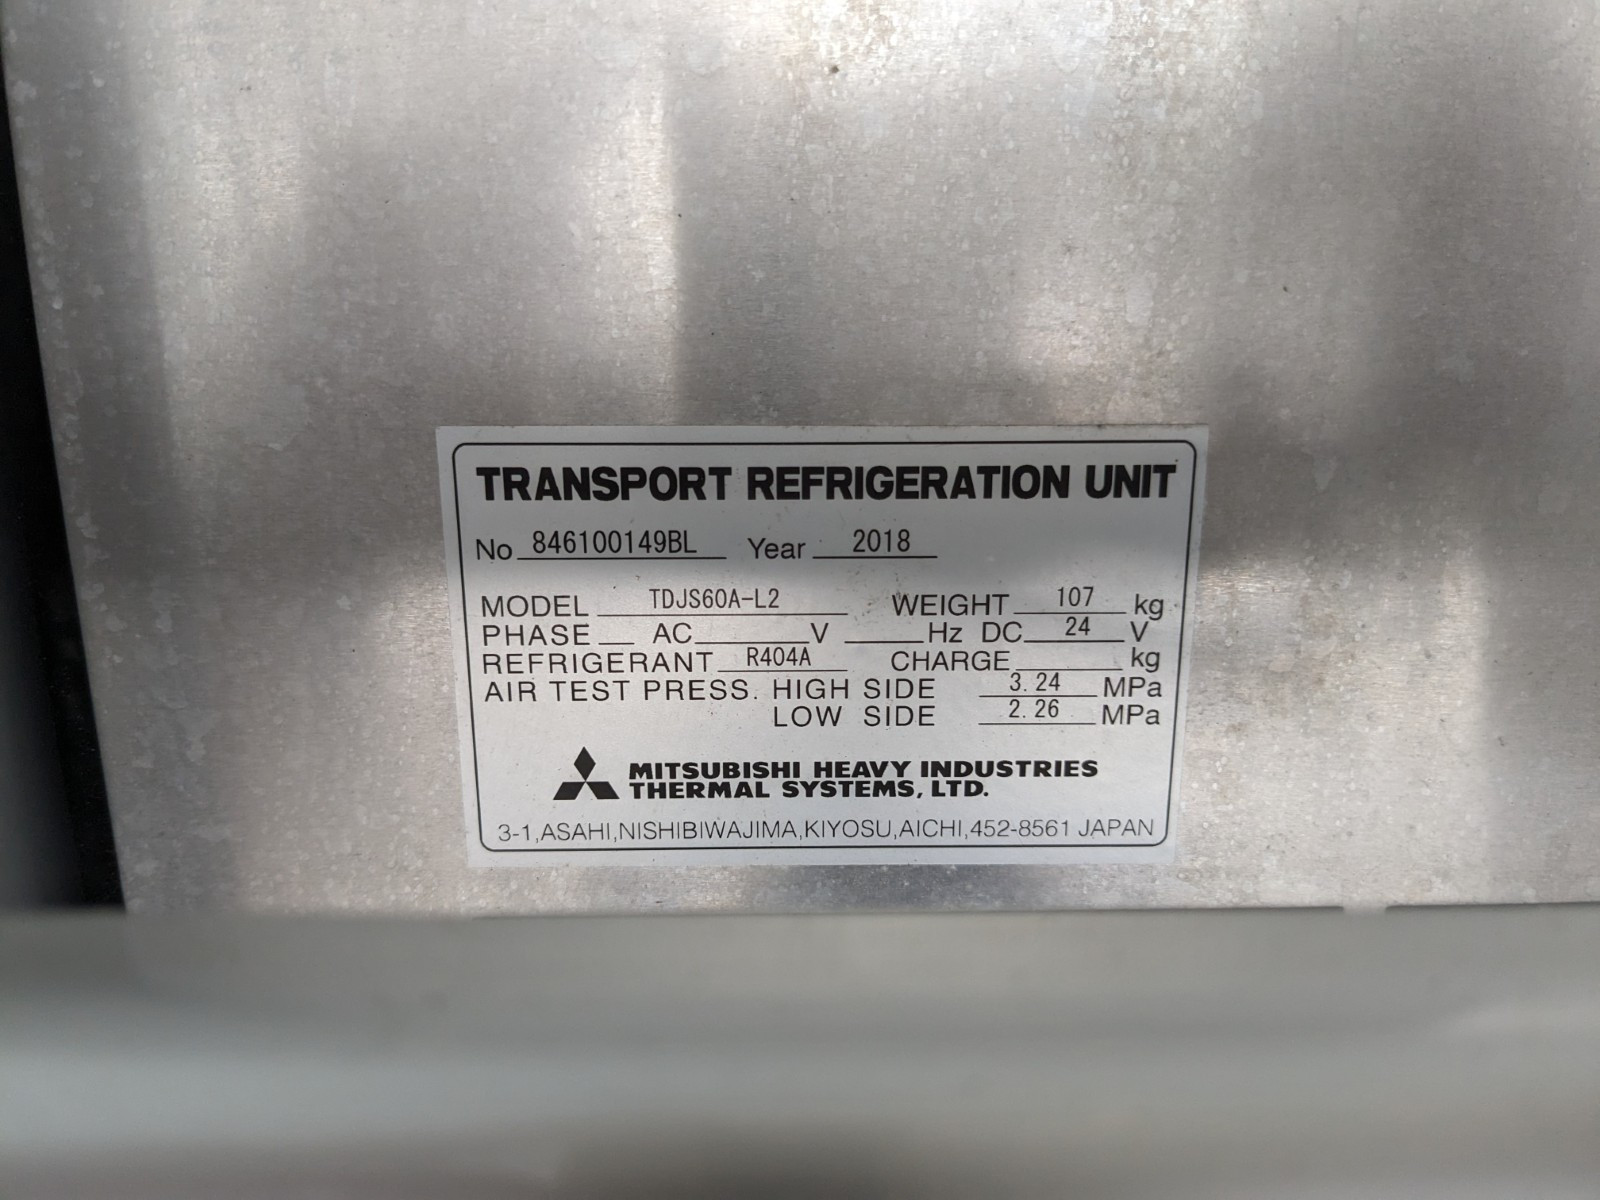 TRANSPORT REFRIGERATION UNIT
No 846100149BL Year 2018
MODEL TDJS60A-L2 WEIGHT 107 kg
PHASE AC V Hz DC 24 V
REFRIGERANT R404A CHARGE kg
AIR TEST PRESS. HIGH SIDE 3.24 MPa
LOW SIDE 2.26 MPa
MITSUBISHI HEAVY INDUSTRIES
THERMAL SYSTEMS, LTD.
3-1,ASAHI,NISHIBIWAJIMA,KIYOSU,AICHI,452-8561 JAPAN